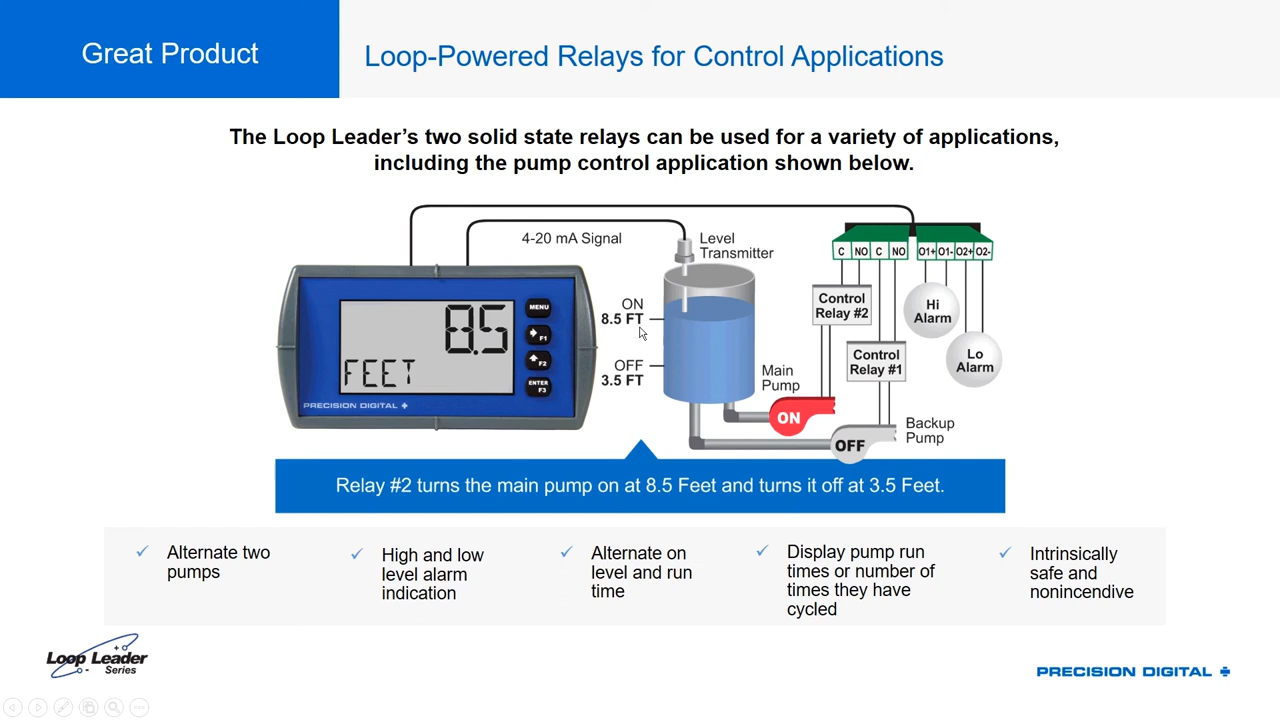 Great Product
Loop-Powered Relays for Control Applications
The Loop Leader's two solid state relays can be used for a variety of applications,
including the pump control application shown below.
4-20 mA Signal
Level
Transmitter
C NO C NO O1+ O1- O2+ O2-
ON
8.5 FT
OFF
3.5 FT
8.5
FEET
MENU
F1
F2
ENTER
F3
PRECISION DIGITAL
Control
Relay #2
Hi
Alarm
Control
Relay #1
Lo
Alarm
Main
Pump
ON
Backup
Pump
OFF
Relay #2 turns the main pump on at 8.5 Feet and turns it off at 3.5 Feet.
Alternate two
pumps
High and low
level alarm
indication
Alternate on
level and run
time
Display pump run
times or number of
times they have
cycled
Intrinsically
safe and
nonincendive
Loop Leader
Series
PRECISION DIGITAL